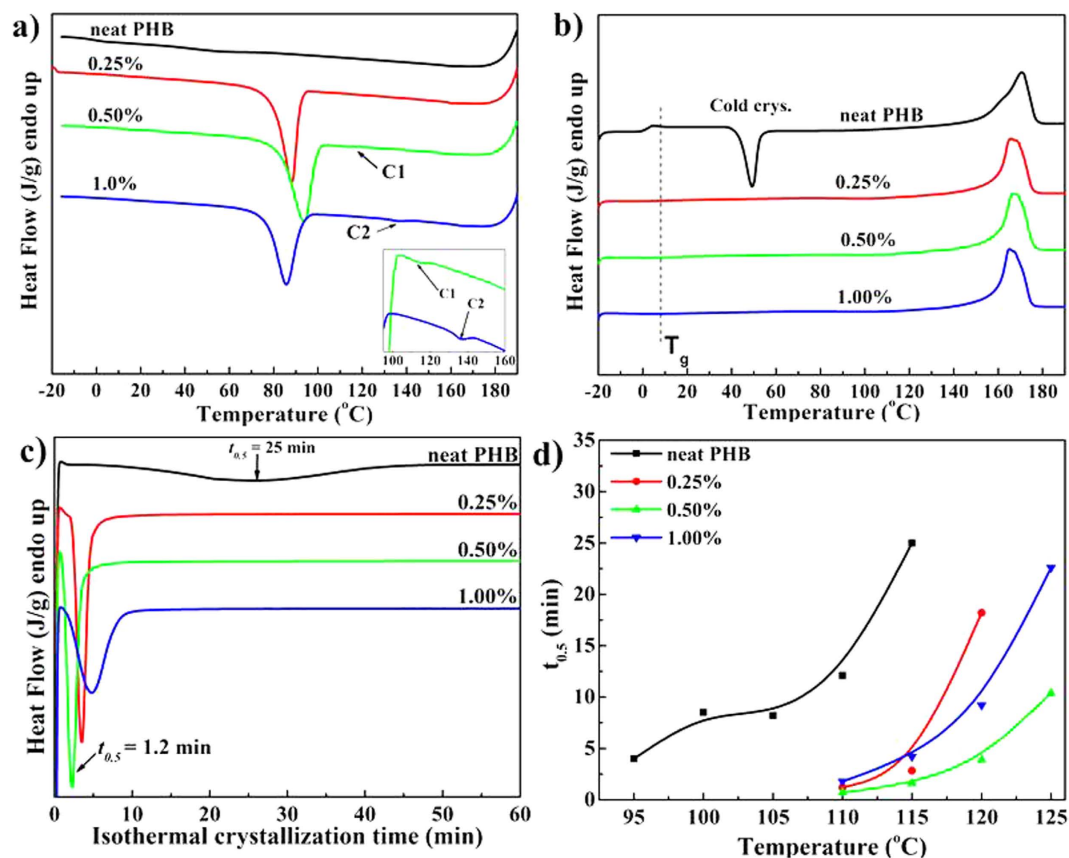 a)
neat PHB
0.25%
0.50%
1.0%
C1
C2
C1
C2
100 120 140 160
Heat Flow (J/g) endo up
-20 0 20 40 60 80 100 120 140 160 180
Temperature (°C)
b)
Cold crys.
neat PHB
0.25%
0.50%
1.00%
Tg
Heat Flow (J/g) endo up
-20 0 20 40 60 80 100 120 140 160 180
Temperature (°C)
c)
t0.5 = 25 min
neat PHB
0.25%
0.50%
1.00%
t0.5 = 1.2 min
Heat Flow (J/g) endo up
0 10 20 30 40 50 60
Isothermal crystallization time (min)
d)
neat PHB
0.25%
0.50%
1.00%
35
30
25
20
15
10
5
0
t0.5 (min)
95 100 105 110 115 120 125
Temperature (°C)